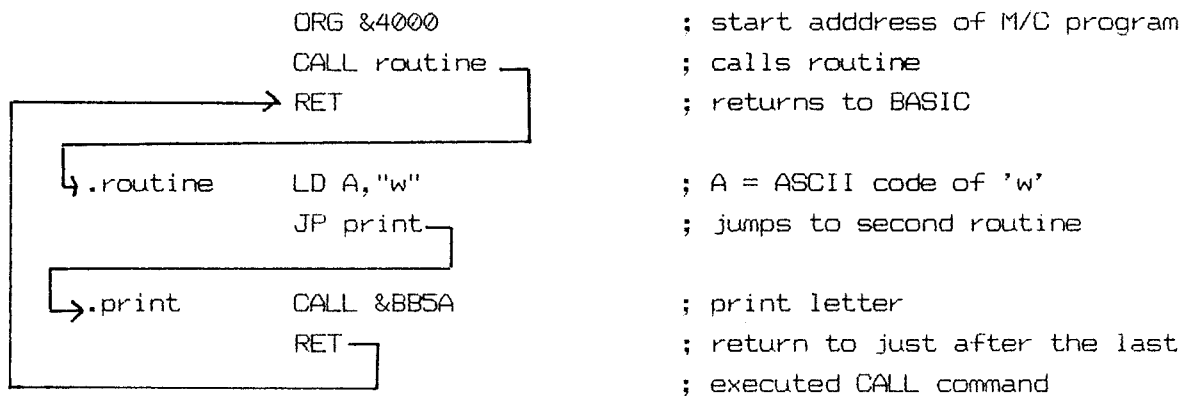 ORG &4000 ; start adddress of M/C program
CALL routine ; calls routine
RET ; returns to BASIC
.routine LD A,"w" ; A = ASCII code of 'w'
JP print ; jumps to second routine
.print CALL &BB5A ; print letter
RET ; return to just after the last
; executed CALL command